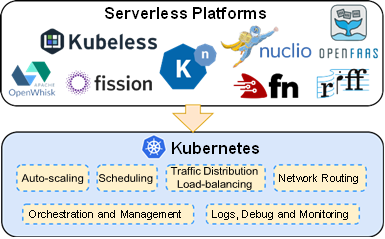 Serverless Platforms
Kubeless
K
n
nuclio
OPENFAAS
APACHE
OpenWhisk
fission
fn
riff
Kubernetes
Auto-scaling
Scheduling
Traffic Distribution
Load-balancing
Network Routing
Orchestration and Management
Logs, Debug and Monitoring